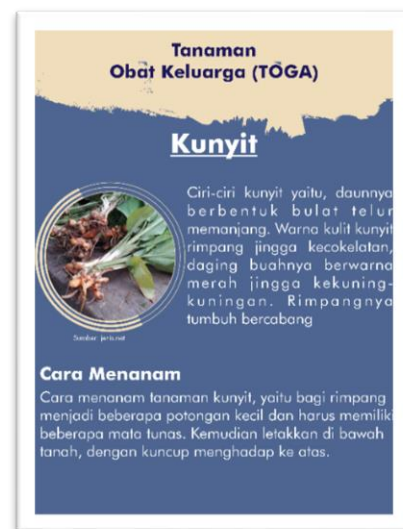 Tanaman
Obat Keluarga (TOGA)
Kunyit
Ciri-ciri kunyit yaitu, daunnya
berbentuk bulat telur
memanjang. Warna kulit kunyit
rimpang jingga kecokelatan,
daging buahnya berwarna
merah jingga kekuning-
kuningan. Rimpangnya
tumbuh bercabang
Cara Menanam
Cara menanam tanaman kunyit, yaitu bagi rimpang
menjadi beberapa potongan kecil dan harus memiliki
beberapa mata tunas. Kemudian letakkan di bawah
tanah, dengan kuncup menghadap ke atas.